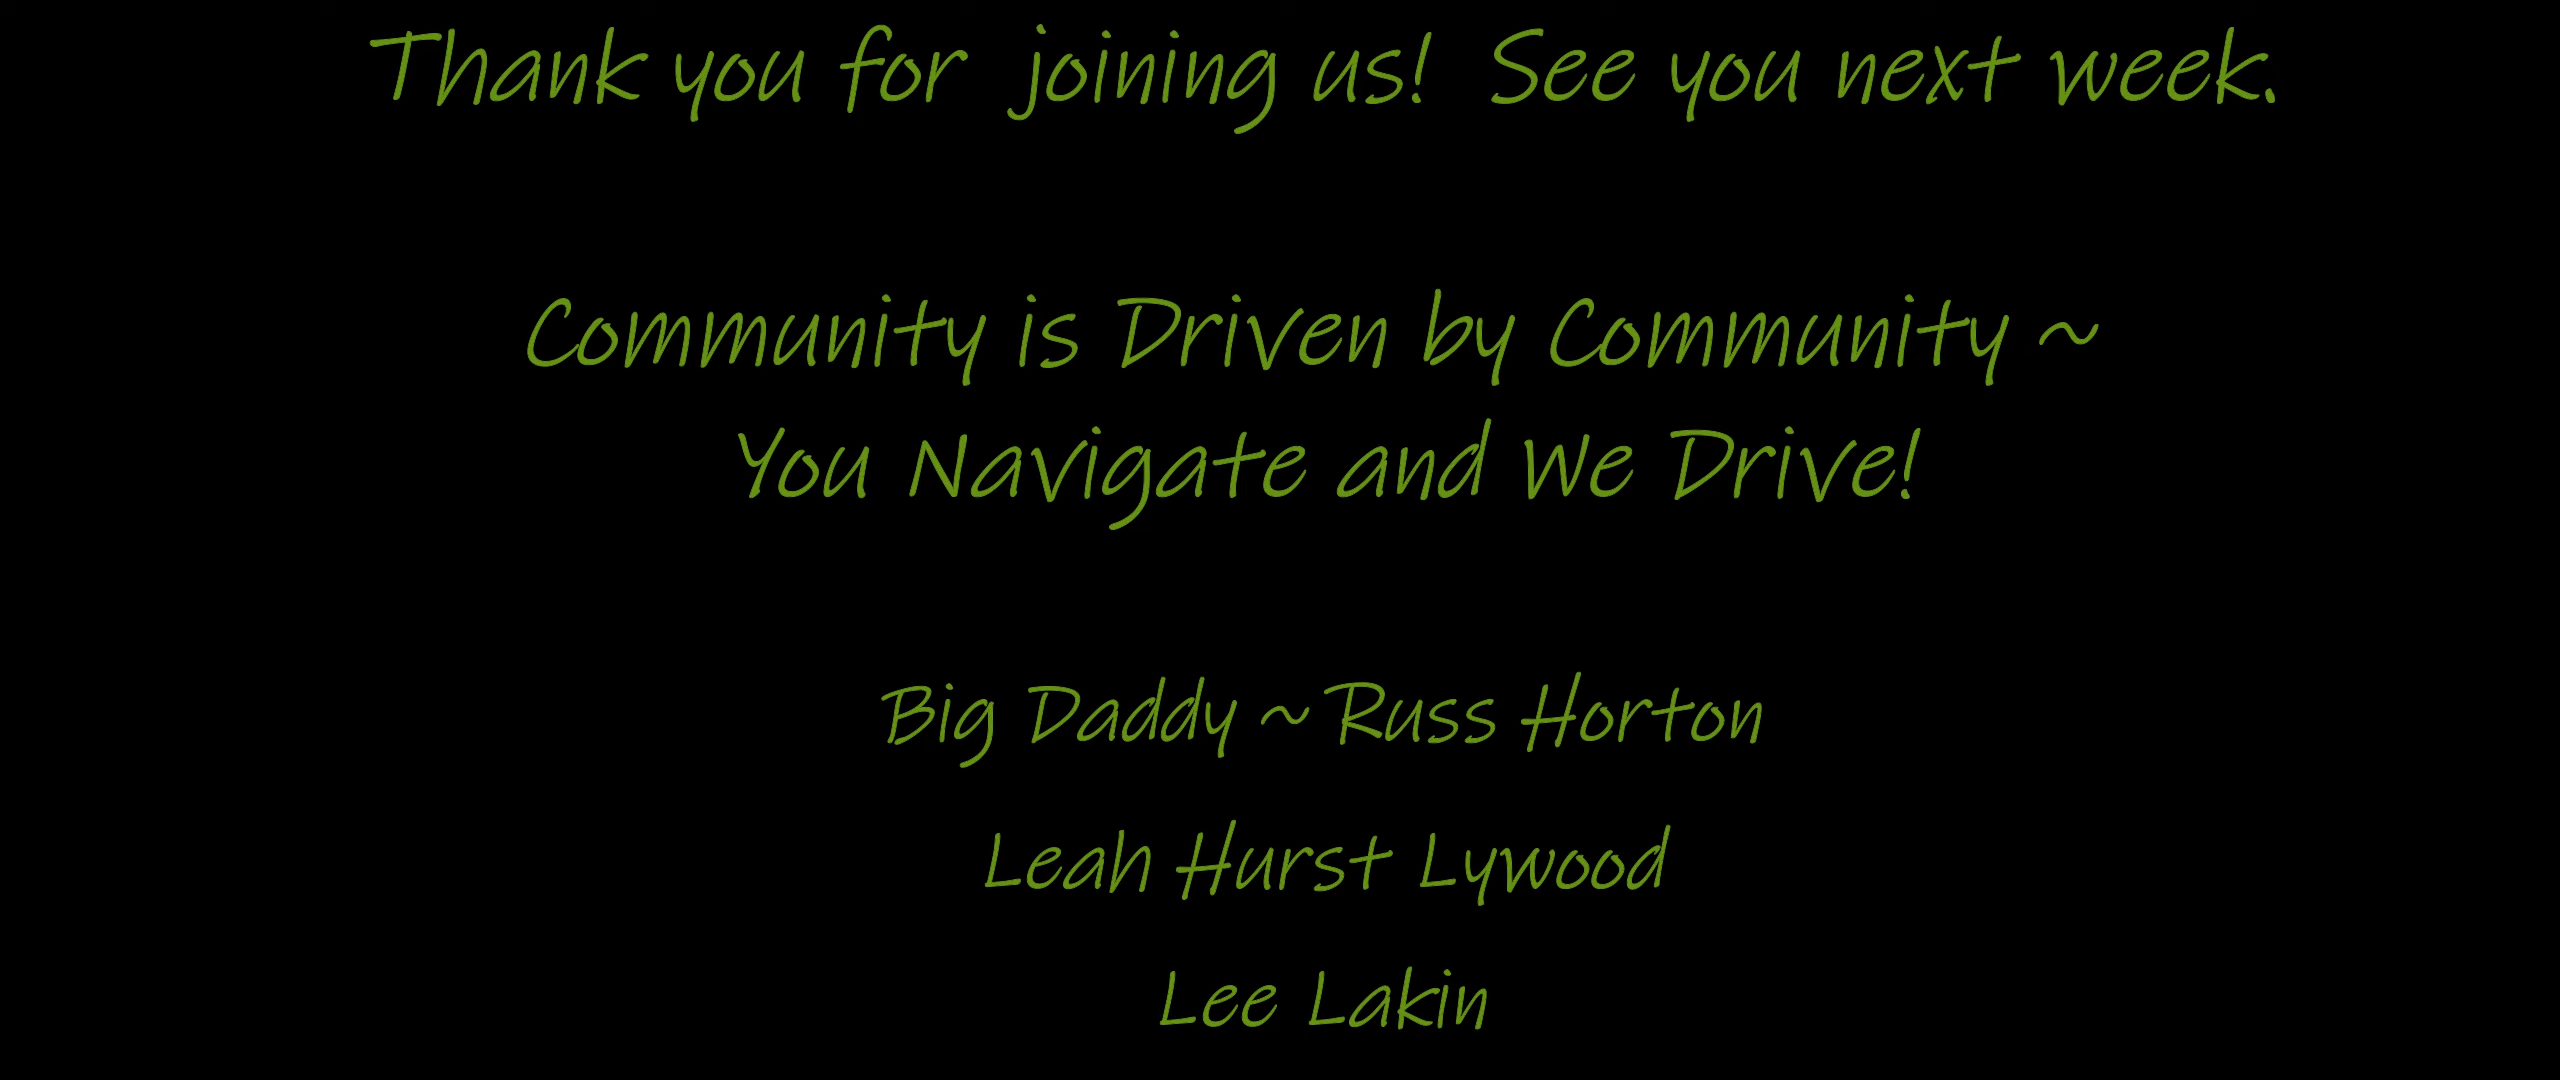 Thank you for joining us! See you next week.
Community is Driven by Community ~
You Navigate and We Drive!
Big Daddy ~ Russ Horton
Leah Hurst Lywood
Lee Lakin